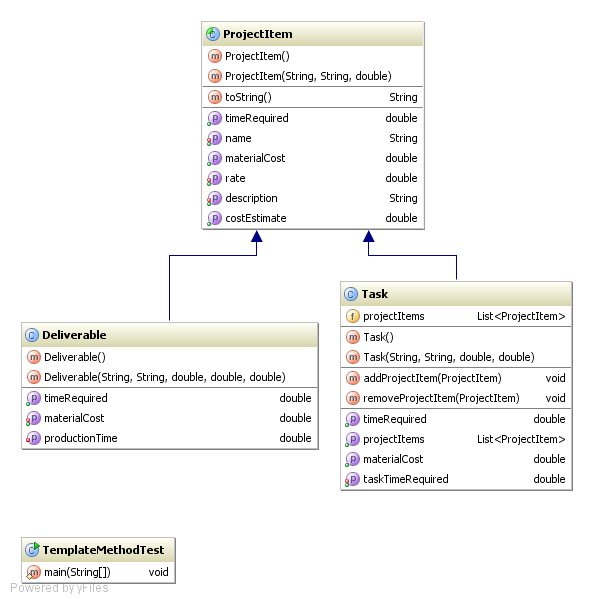 ProjectItem
ProjectItem()
ProjectItem(String, String, double)
toString() String
timeRequired double
name String
materialCost double
rate double
description String
costEstimate double
Deliverable
Deliverable()
Deliverable(String, String, double, double, double)
timeRequired double
materialCost double
productionTime double
Task
projectItems List<ProjectItem>
Task()
Task(String, String, double, double)
addProjectItem(ProjectItem) void
removeProjectItem(ProjectItem) void
timeRequired double
projectItems List<ProjectItem>
materialCost double
taskTimeRequired double
TemplateMethodTest
main(String[]) void
Powered by yFiles